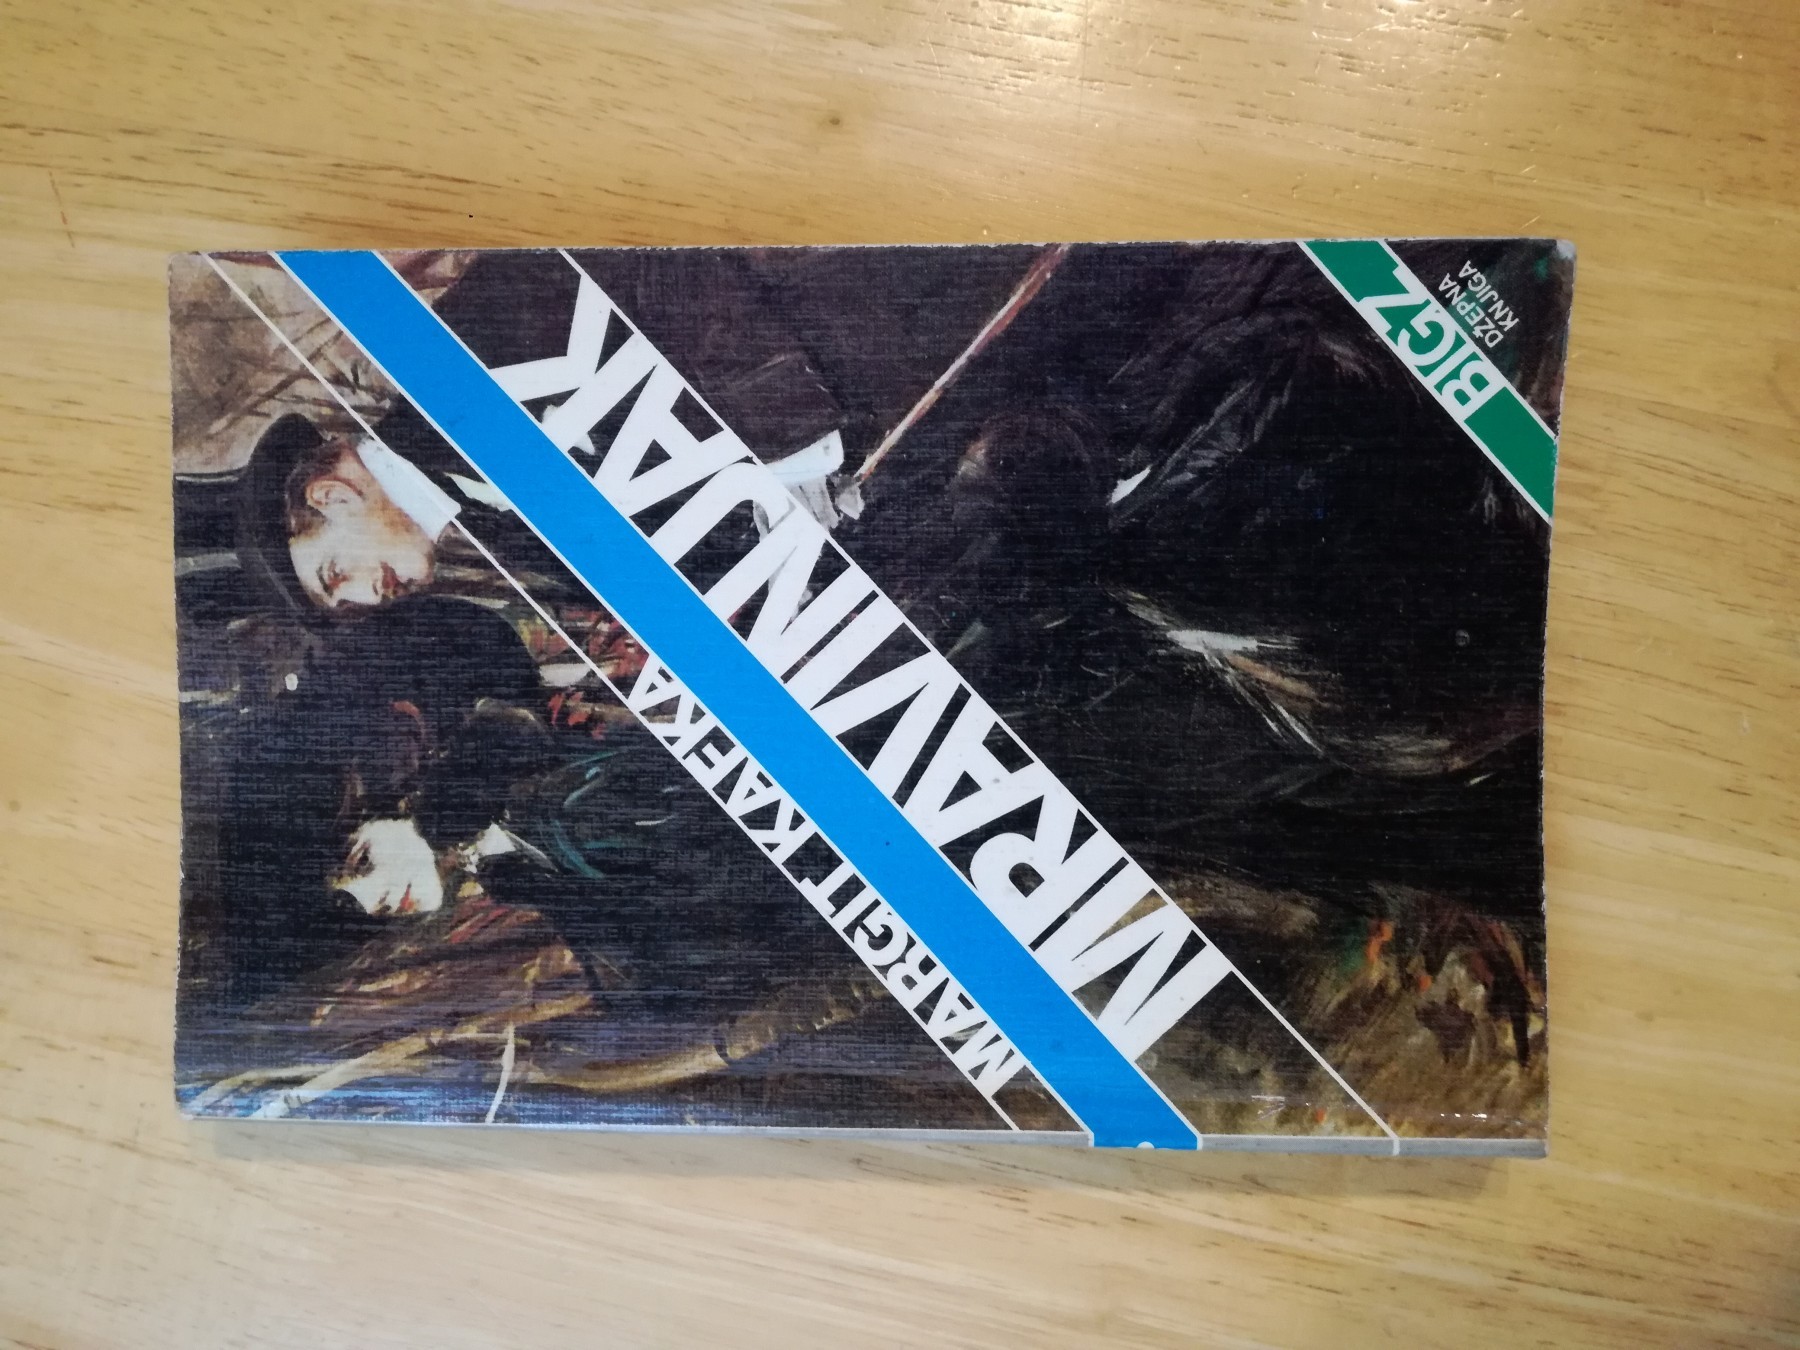 MARGIT KAFKA
MRAVINJAK
BIGZ
DŽEPNA
KNJIGA